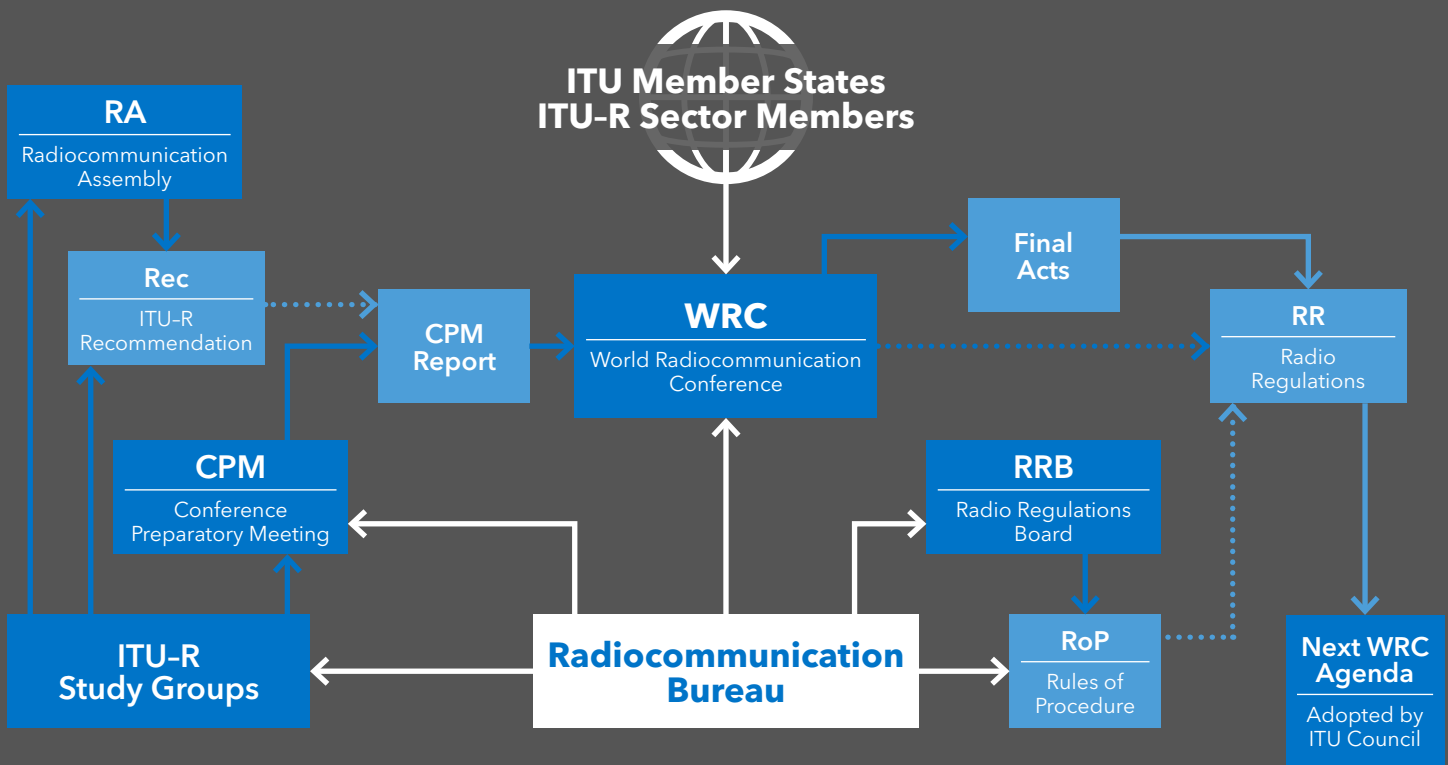 ITU Member States
ITU–R Sector Members
RA
Radiocommunication
Assembly
Rec
ITU–R
Recommendation
CPM
Report
WRC
World Radiocommunication
Conference
Final
Acts
RR
Radio
Regulations
CPM
Conference
Preparatory Meeting
RRB
Radio Regulations
Board
ITU–R
Study Groups
Radiocommunication
Bureau
RoP
Rules of
Procedure
Next WRC
Agenda
Adopted by
ITU Council